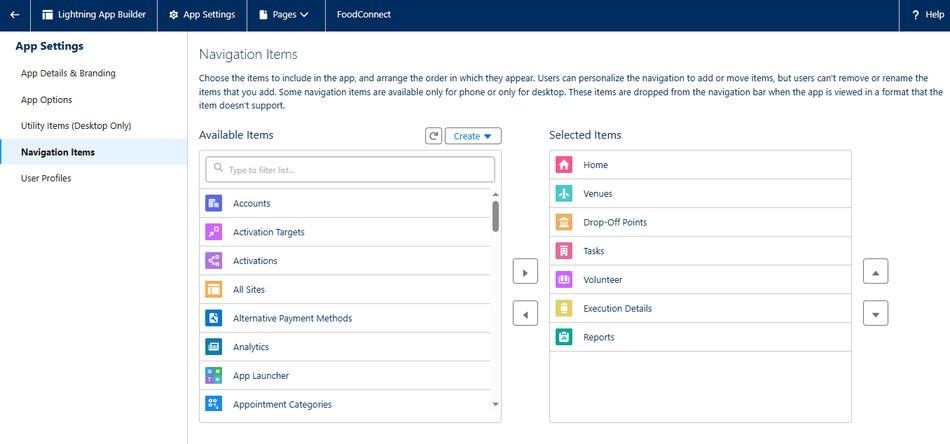 Lightning App Builder App Settings Pages FoodConnect ? Help
App Settings
App Details & Branding
App Options
Utility Items (Desktop Only)
Navigation Items
User Profiles
Navigation Items
Choose the items to include in the app, and arrange the order in which they appear. Users can personalize the navigation to add or move items, but users can't remove or rename the
items that you add. Some navigation items are available only for phone or only for desktop. These items are dropped from the navigation bar when the app is viewed in a format that the
item doesn't support.
Available Items
Create
Type to filter list...
Accounts
Activation Targets
Activations
All Sites
Alternative Payment Methods
Analytics
App Launcher
Appointment Categories
Selected Items
Home
Venues
Drop-Off Points
Tasks
Volunteer
Execution Details
Reports